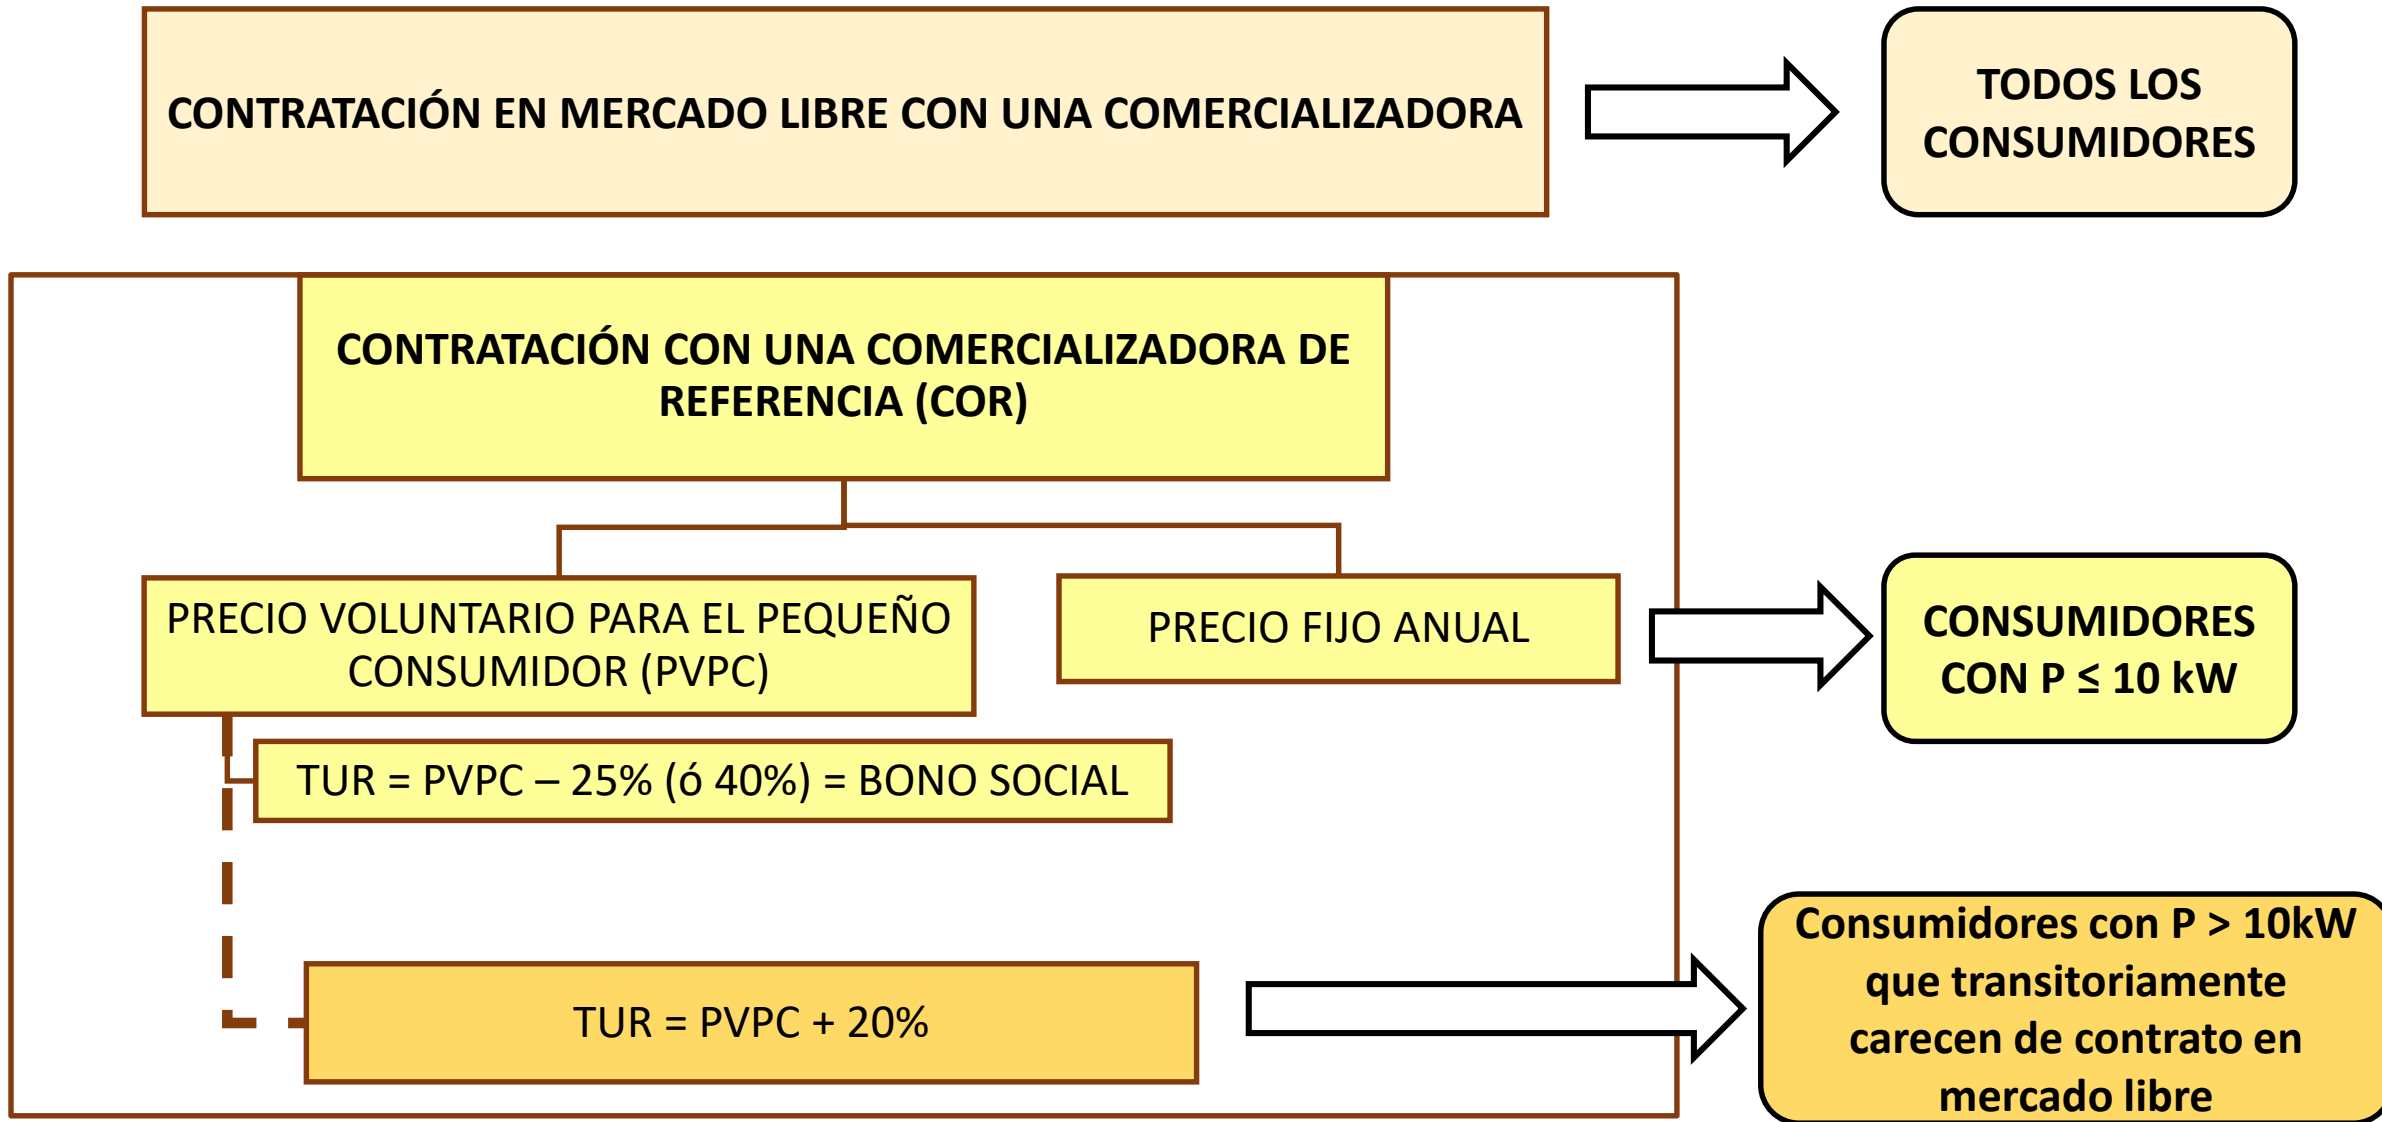 CONTRATACIÓN EN MERCADO LIBRE CON UNA COMERCIALIZADORA
TODOS LOS
CONSUMIDORES
CONTRATACIÓN CON UNA COMERCIALIZADORA DE
REFERENCIA (COR)
PRECIO VOLUNTARIO PARA EL PEQUEÑO
CONSUMIDOR (PVPC)
PRECIO FIJO ANUAL
CONSUMIDORES
CON P ≤ 10 kW
TUR = PVPC – 25% (ó 40%) = BONO SOCIAL
TUR = PVPC + 20%
Consumidores con P > 10kW
que transitoriamente
carecen de contrato en
mercado libre